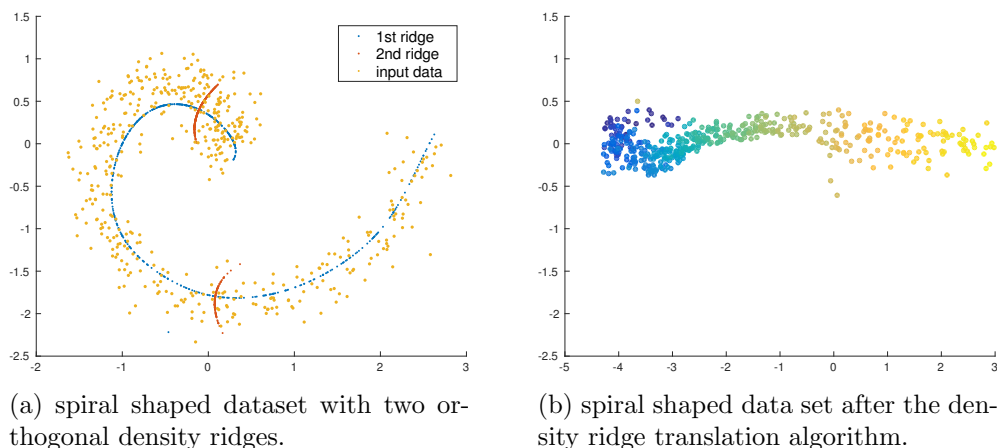 1.5
1
0.5
0
-0.5
-1
-1.5
-2
-2.5
-2 -1 0 1 2 3
1st ridge
2nd ridge
input data
(a) spiral shaped dataset with two or-
thogonal density ridges.
1.5
1
0.5
0
-0.5
-1
-1.5
-2
-2.5
-5 -4 -3 -2 -1 0 1 2 3
(b) spiral shaped data set after the den-
sity ridge translation algorithm.